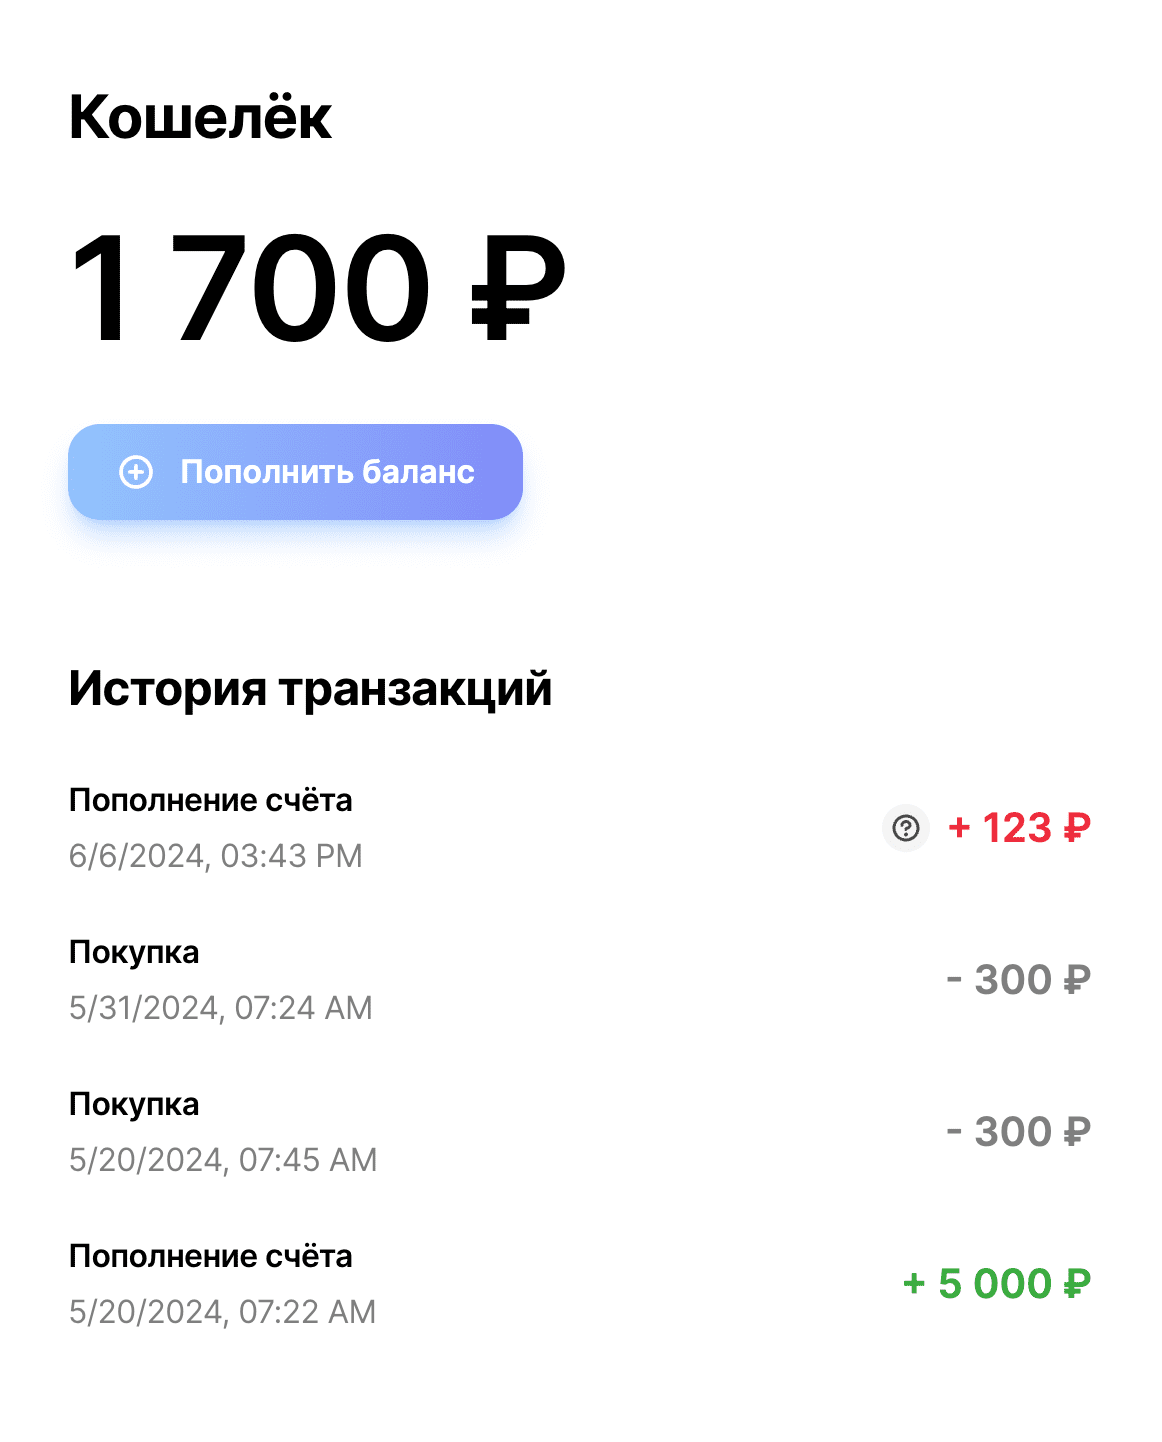 Кошелёк
1 700 ₽
Пополнить баланс
История транзакций
Пополнение счёта
+ 123 ₽
6/6/2024, 03:43 PM
Покупка
- 300 ₽
5/31/2024, 07:24 AM
Покупка
- 300 ₽
5/20/2024, 07:45 AM
Пополнение счёта
+ 5 000 ₽
5/20/2024, 07:22 AM